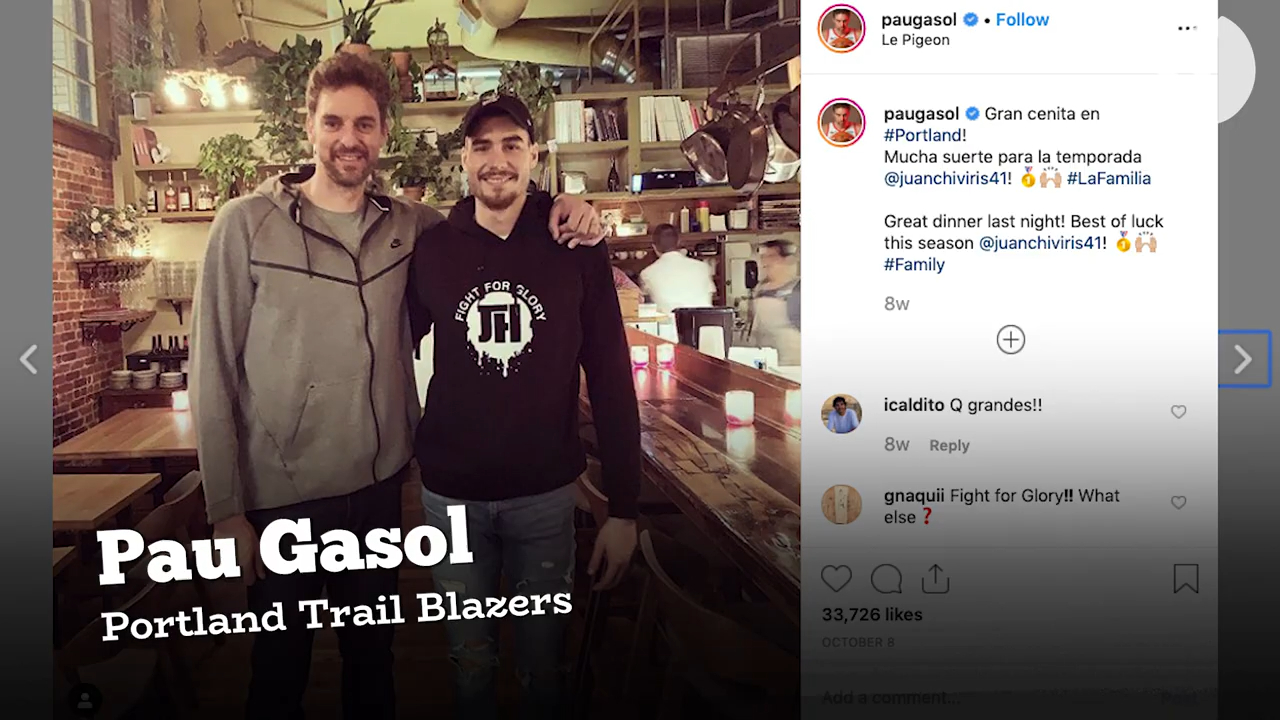 paugasol • Follow
Le Pigeon
paugasol Gran cenita en
#Portland!
Mucha suerte para la temporada
@juanchiviris41! 🏅🙌🏼 #LaFamilia
Great dinner last night! Best of luck
this season @juanchiviris41! 🏅🙌🏼
#Family
8w
icaldito Q grandes!!
8w Reply
gnaquii Fight for Glory!! What
else ❓
33,726 likes
OCTOBER 8
Add a comment...
Post
FIGHT FOR GLORY
JH
Pau Gasol
Portland Trail Blazers